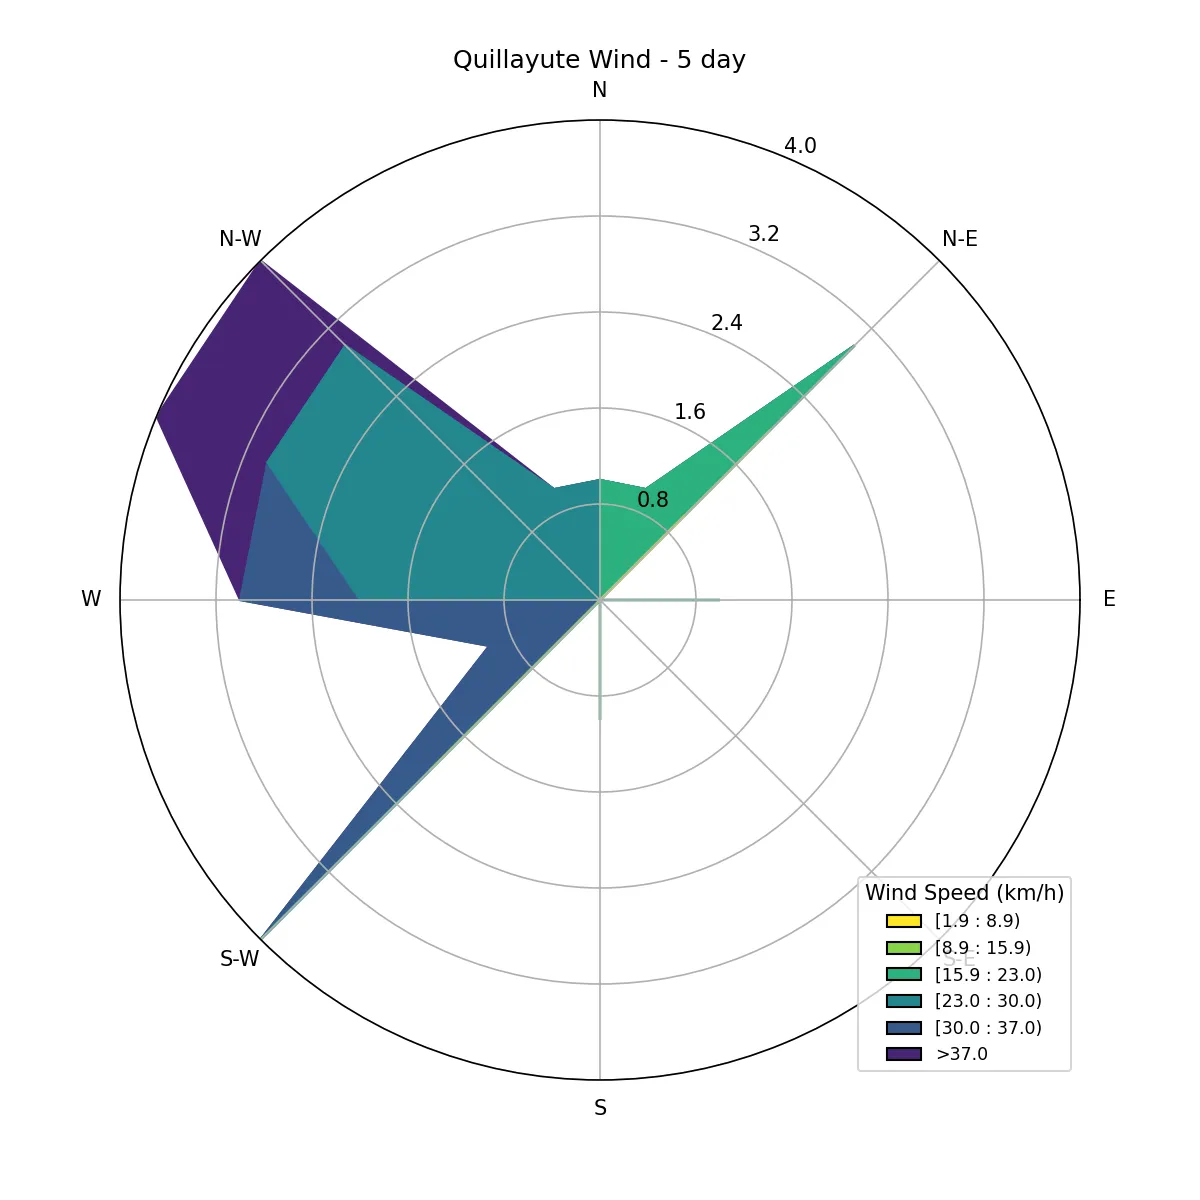 Quillayute Wind - 5 day
N
4.0
3.2
N-W
N-E
2.4
1.6
0.8
W
E
Wind Speed (km/h)
[1.9 : 8.9)
[8.9 : 15.9)
S-W
S-E
[15.9 : 23.0)
[23.0 : 30.0)
[30.0 : 37.0)
>37.0
S